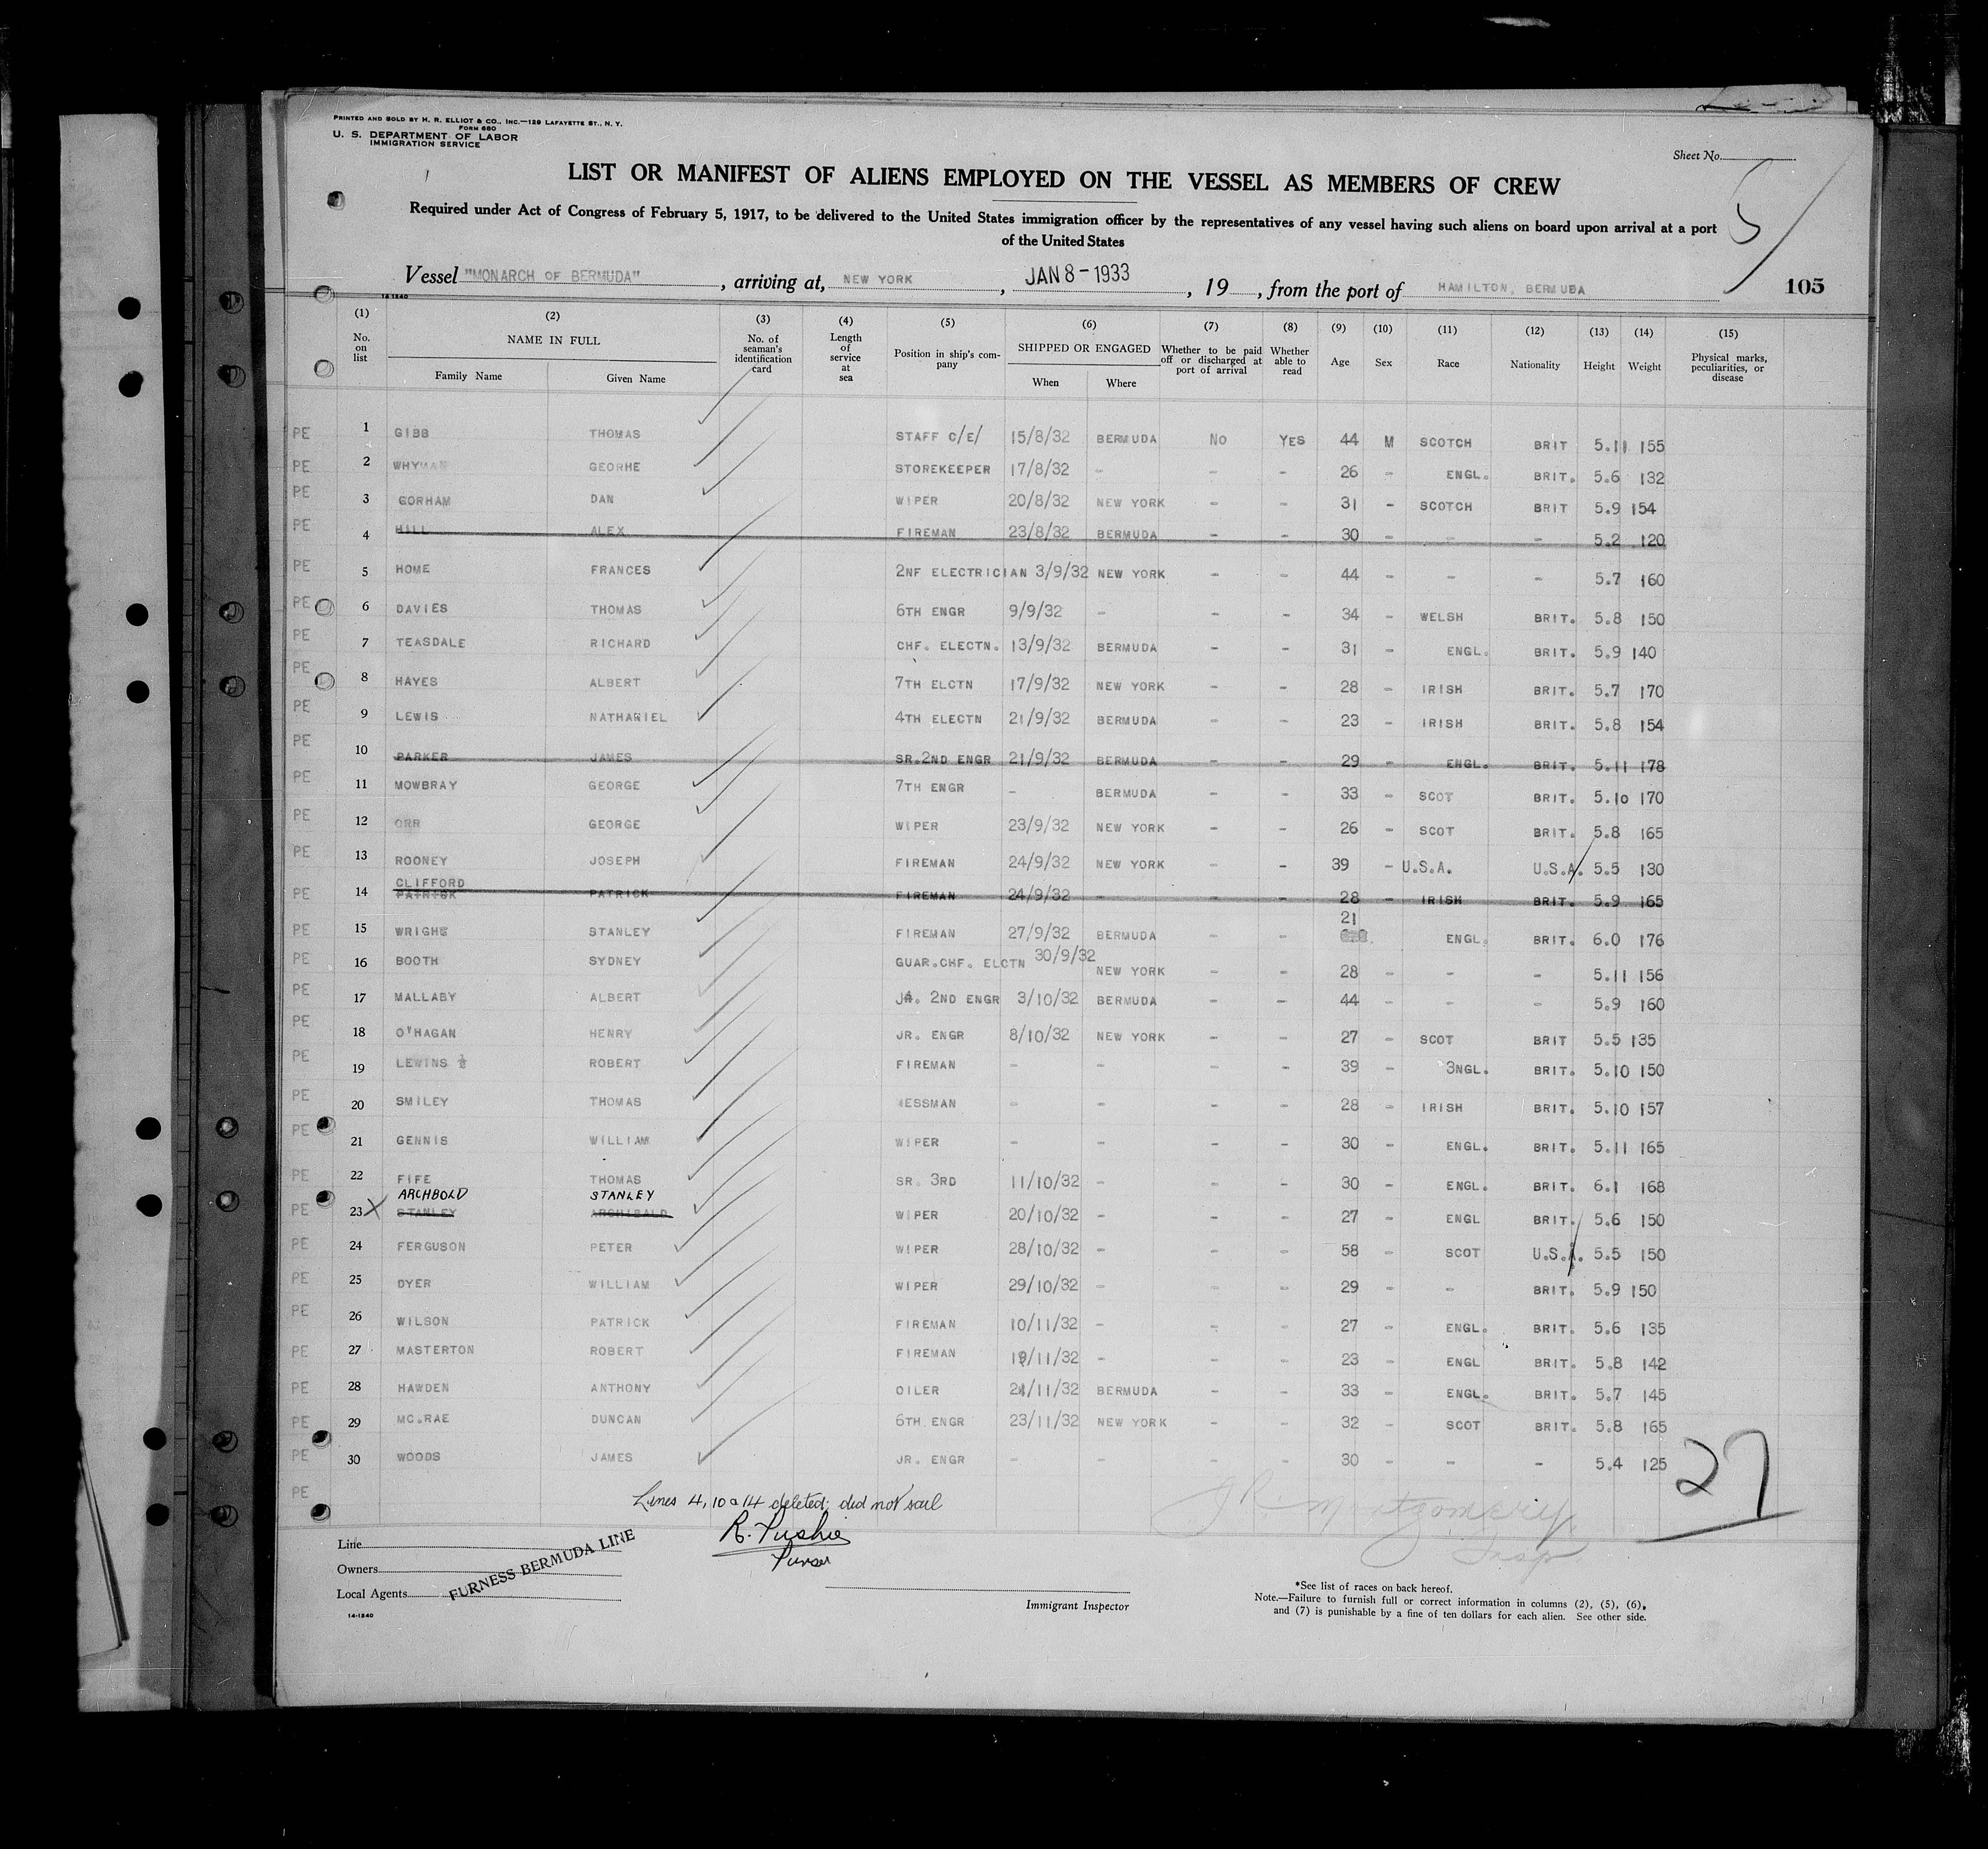 PRINTED AND SOLD BY H. R. ELLIOT & CO., INC.—129 LAFAYETTE ST., N. Y.
FORM 680
U. S. DEPARTMENT OF LABOR
IMMIGRATION SERVICE
Sheet No.
5
LIST OR MANIFEST OF ALIENS EMPLOYED ON THE VESSEL AS MEMBERS OF CREW
Required under Act of Congress of February 5, 1917, to be delivered to the United States immigration officer by the representatives of any vessel having such aliens on board upon arrival at a port
of the United States
Vessel "MONARCH OF BERMUDA", arriving at, NEW YORK, JAN 8-1933, 19, from the port of HAMILTON, BERMUDA 105
14-1240
(1) (2) (3) (4) (5) (6) (7) (8) (9) (10) (11) (12) (13) (14) (15)
No. on list NAME IN FULL Family Name Given Name No. of seaman's identification card Length of service at sea Position in ship's company SHIPPED OR ENGAGED When Where Whether to be paid off or discharged at port of arrival Whether able to read Age Sex Race Nationality Height Weight Physical marks, peculiarities, or disease
PE 1 GIBB THOMAS STAFF C/E/ 15/8/32 BERMUDA NO YES 44 M SCOTCH BRIT 5.11 155
PE 2 WHYMAN GEORHE STOREKEEPER 17/8/32 - - - 26 - ENGL. BRIT. 5.6 132
PE 3 GORHAM DAN WIPER 20/8/32 NEW YORK - - 31 - SCOTCH BRIT 5.9 154
PE 4 HILL ALEX FIREMAN 23/8/32 BERMUDA - - 30 - - - 5.2 120
PE 5 HOME FRANCES 2NF ELECTRICIAN 3/9/32 NEW YORK - - 44 - - - 5.7 160
PE 6 DAVIES THOMAS 6TH ENGR 9/9/32 - - - 34 - WELSH BRIT. 5.8 150
PE 7 TEASDALE RICHARD CHF. ELECTN. 13/9/32 BERMUDA - - 31 - ENGL. BRIT. 5.9 140
PE 8 HAYES ALBERT 7TH ELCTN 17/9/32 NEW YORK - - 28 - IRISH BRIT. 5.7 170
PE 9 LEWIS NATHARIEL 4TH ELECTN 21/9/32 BERMUDA - - 23 - IRISH BRIT. 5.8 154
PE 10 PARKER JAMES SR.2ND ENGR 21/9/32 BERMUDA - - 29 - ENGL. BRIT. 5.11 178
PE 11 MOWBRAY GEORGE 7TH ENGR - BERMUDA - - 33 - SCOT BRIT. 5.10 170
PE 12 ORR GEORGE WIPER 23/9/32 NEW YORK - - 26 - SCOT BRIT. 5.8 165
PE 13 ROONEY JOSEPH FIREMAN 24/9/32 NEW YORK - - 39 - U.S.A. U.S.A. 5.5 130
CLIFFORD
PE 14 PATRICK PATRICK FIREMAN 24/9/32 - - - 28 - IRISH BRIT. 5.9 165
21
PE 15 WRIGHE STANLEY FIREMAN 27/9/32 BERMUDA - - ENGL. BRIT. 6.0 176
PE 16 BOOTH SYDNEY GUAR.CHF. ELCTN 30/9/32 NEW YORK - - 28 - - - 5.11 156
PE 17 MALLABY ALBERT 2ND ENGR 3/10/32 BERMUDA - - 44 - - - 5.9 160
PE 18 O'HAGAN HENRY JR. ENGR 8/10/32 NEW YORK - - 27 - SCOT BRIT 5.5 135
PE 19 LEWINS ROBERT FIREMAN - - - - 39 - 3NGL. BRIT. 5.10 150
PE 20 SMILEY THOMAS MESSMAN - - - - 28 - IRISH BRIT. 5.10 157
PE 21 GENNIS WILLIAM WIPER - - - - 30 - ENGL. BRIT. 5.11 165
PE 22 FIFE THOMAS SR. 3RD 11/10/32 - - - 30 - ENGL. BRIT. 6.1 168
ARCHBOLD STANLEY
PE 23 X STANLEY ARCHIBALD WIPER 20/10/32 - - - 27 - ENGL BRIT. 5.6 150
PE 24 FERGUSON PETER WIPER 28/10/32 - - - 58 - SCOT U.S.A. 5.5 150
PE 25 DYER WILLIAM WIPER 29/10/32 - - - 29 - - BRIT. 5.9 150
PE 26 WILSON PATRICK FIREMAN 10/11/32 - - - 27 - ENGL. BRIT. 5.6 135
PE 27 MASTERTON ROBERT FIREMAN 19/11/32 - - - 23 - ENGL BRIT. 5.8 142
PE 28 HAWDEN ANTHONY OILER 21/11/32 BERMUDA - - 33 - ENGL. BRIT. 5.7 145
PE 29 MC.RAE DUNCAN 6TH ENGR 23/11/32 NEW YORK - - 32 - SCOT BRIT. 5.8 165
PE 30 WOODS JAMES JR. ENGR - - - - 30 - - - 5.4 125
PE
27
Lines 4, 10 & 14 deleted: did not sail
R. Pushie
Purser
J R. Montgomery
Insp
Line
Owners
Local Agents
FURNESS BERMUDA LINE
14-1240
Immigrant Inspector
*See list of races on back hereof.
Note.—Failure to furnish full or correct information in columns (2), (5), (6),
and (7) is punishable by a fine of ten dollars for each alien. See other side.